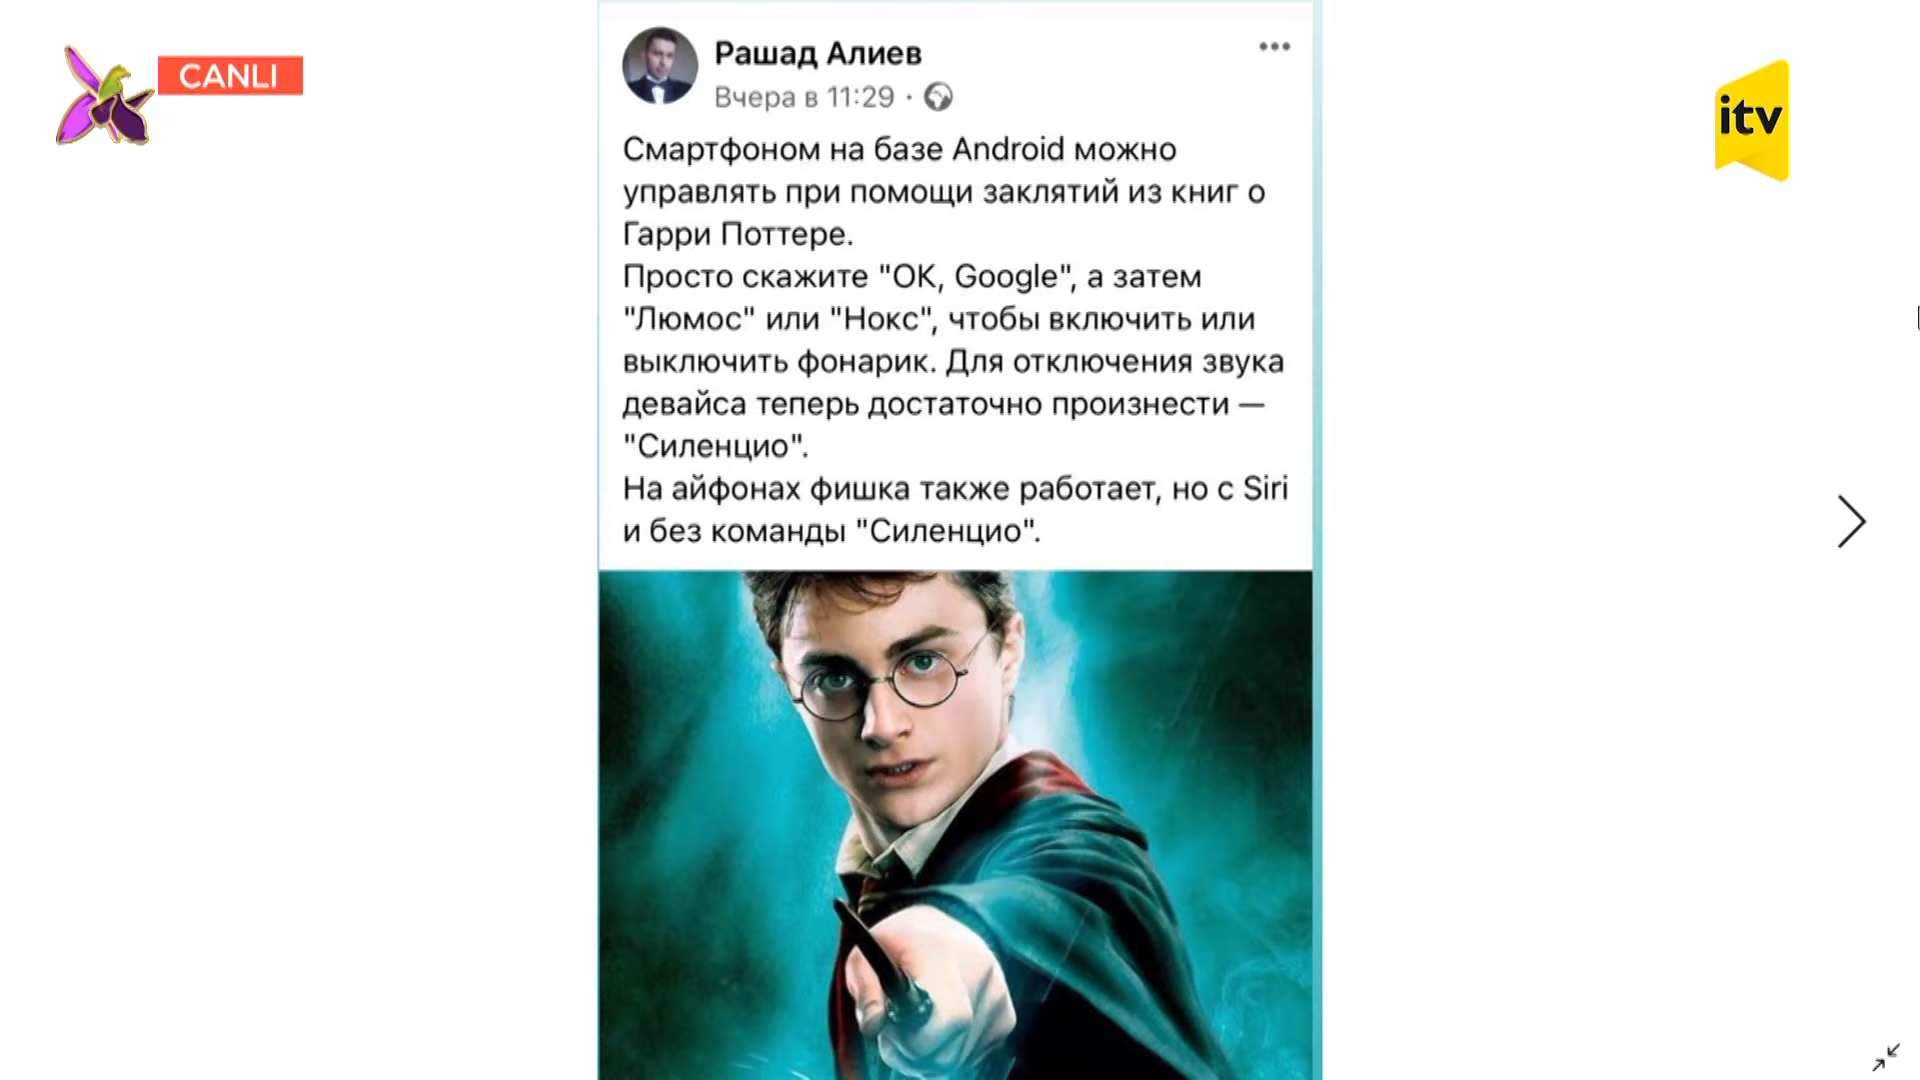 CANLI
itv
Рашад Алиев
Вчера в 11:29 ·
Смартфоном на базе Android можно
управлять при помощи заклятий из книг о
Гарри Поттере.
Просто скажите "ОК, Google", а затем
"Люмос" или "Нокс", чтобы включить или
выключить фонарик. Для отключения звука
девайса теперь достаточно произнести —
"Силенцио".
На айфонах фишка также работает, но с Siri
и без команды "Силенцио".